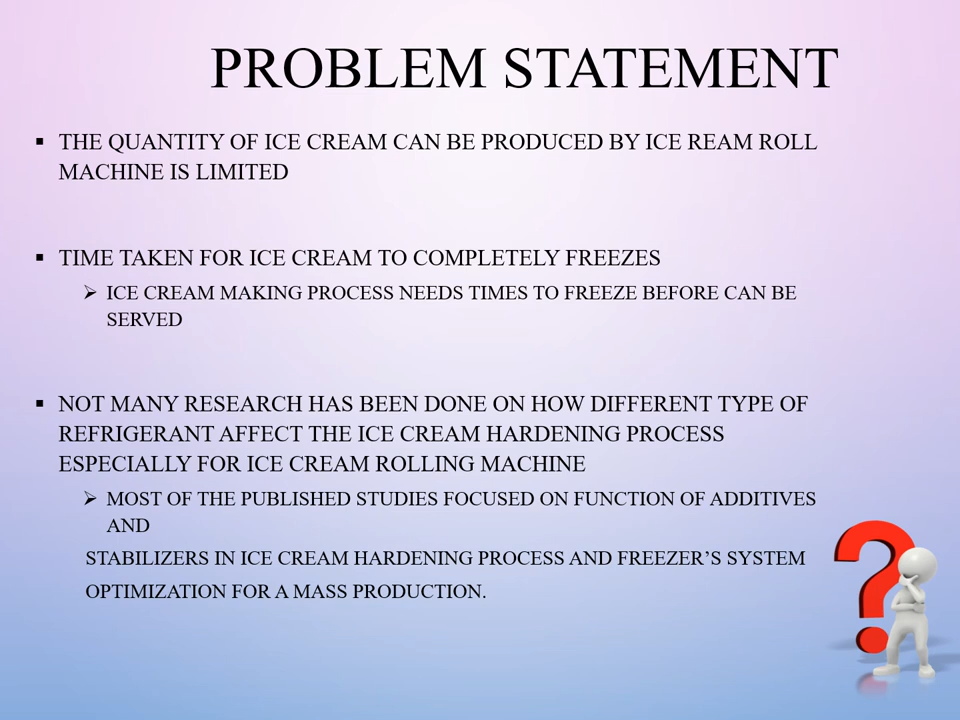 PROBLEM STATEMENT
▪ THE QUANTITY OF ICE CREAM CAN BE PRODUCED BY ICE REAM ROLL
MACHINE IS LIMITED
▪ TIME TAKEN FOR ICE CREAM TO COMPLETELY FREEZES
➢ ICE CREAM MAKING PROCESS NEEDS TIMES TO FREEZE BEFORE CAN BE
SERVED
▪ NOT MANY RESEARCH HAS BEEN DONE ON HOW DIFFERENT TYPE OF
REFRIGERANT AFFECT THE ICE CREAM HARDENING PROCESS
ESPECIALLY FOR ICE CREAM ROLLING MACHINE
➢ MOST OF THE PUBLISHED STUDIES FOCUSED ON FUNCTION OF ADDITIVES
AND
STABILIZERS IN ICE CREAM HARDENING PROCESS AND FREEZER’S SYSTEM
OPTIMIZATION FOR A MASS PRODUCTION.
?